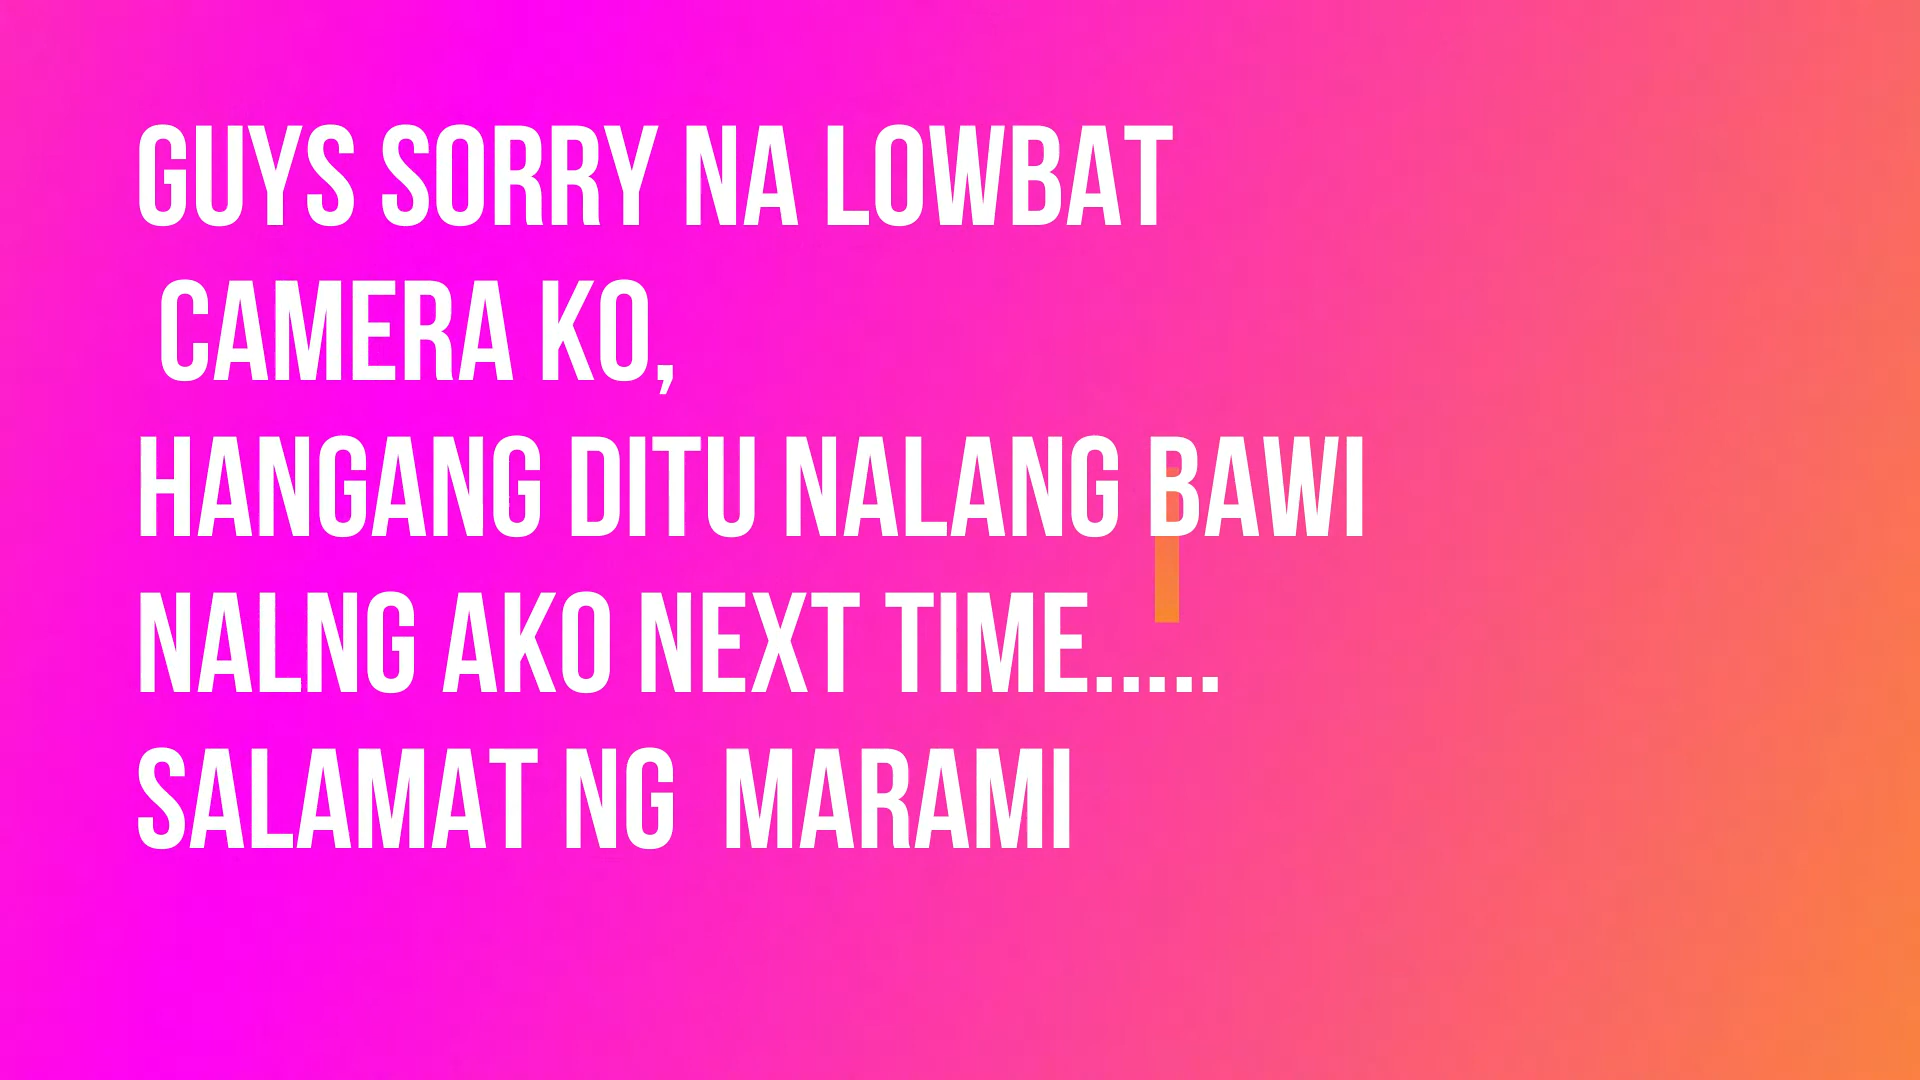 GUYS SORRY NA LOWBAT
CAMERA KO,
HANGANG DITU NALANG BAWI
NALNG AKO NEXT TIME.....
SALAMAT NG  MARAMI